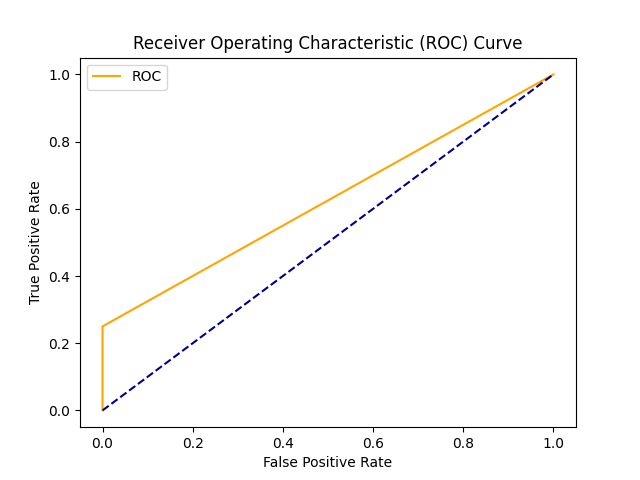 Receiver Operating Characteristic (ROC) Curve
ROC
True Positive Rate
1.0
0.8
0.6
0.4
0.2
0.0
0.0 0.2 0.4 0.6 0.8 1.0
False Positive Rate